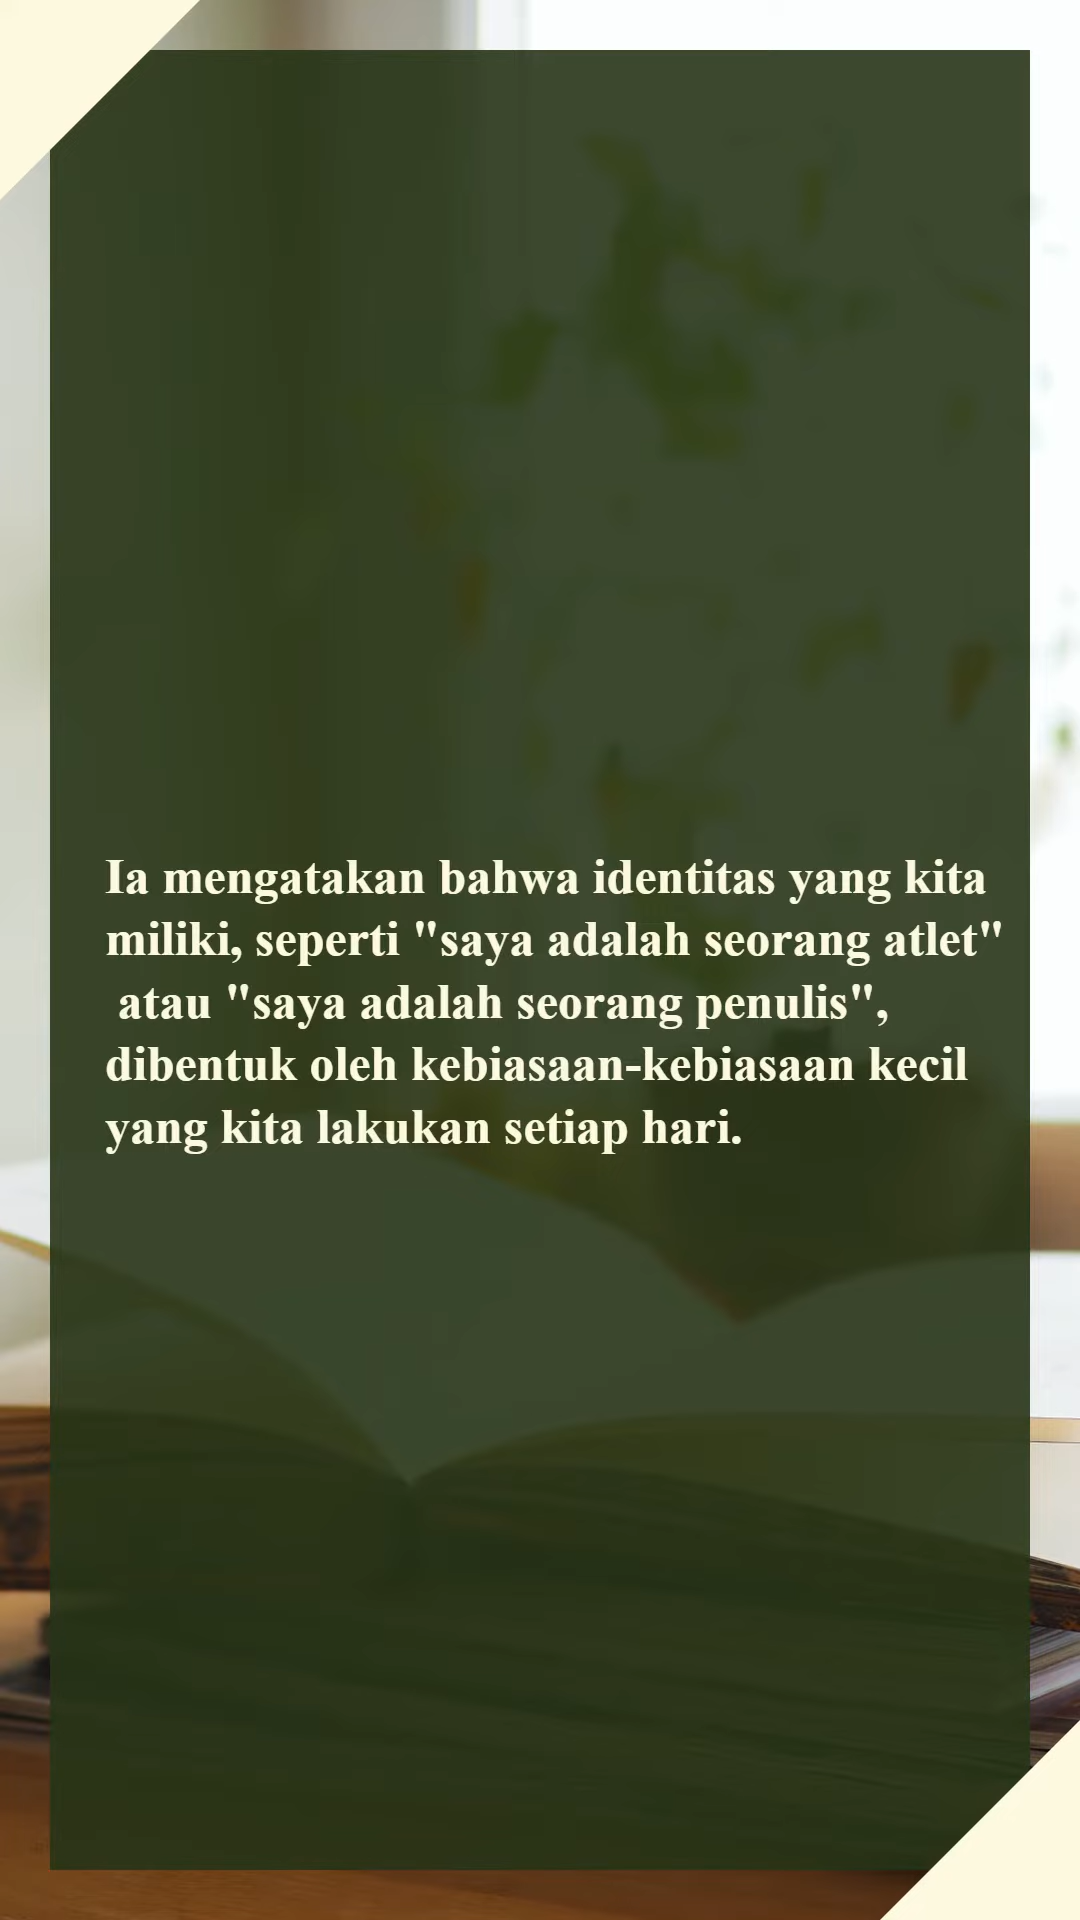 Ia mengatakan bahwa identitas yang kita
miliki, seperti "saya adalah seorang atlet"
atau "saya adalah seorang penulis",
dibentuk oleh kebiasaan-kebiasaan kecil
yang kita lakukan setiap hari.